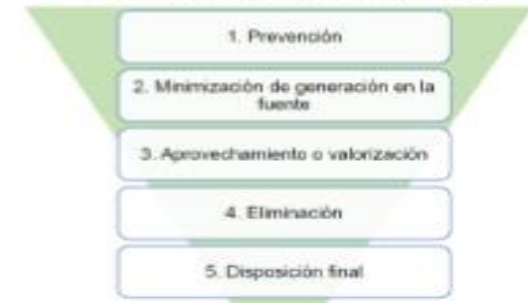 1. Prevención
2. Minimización de generación en la
fuente
3. Aprovechamiento o valorización
4. Eliminación
5. Disposición final